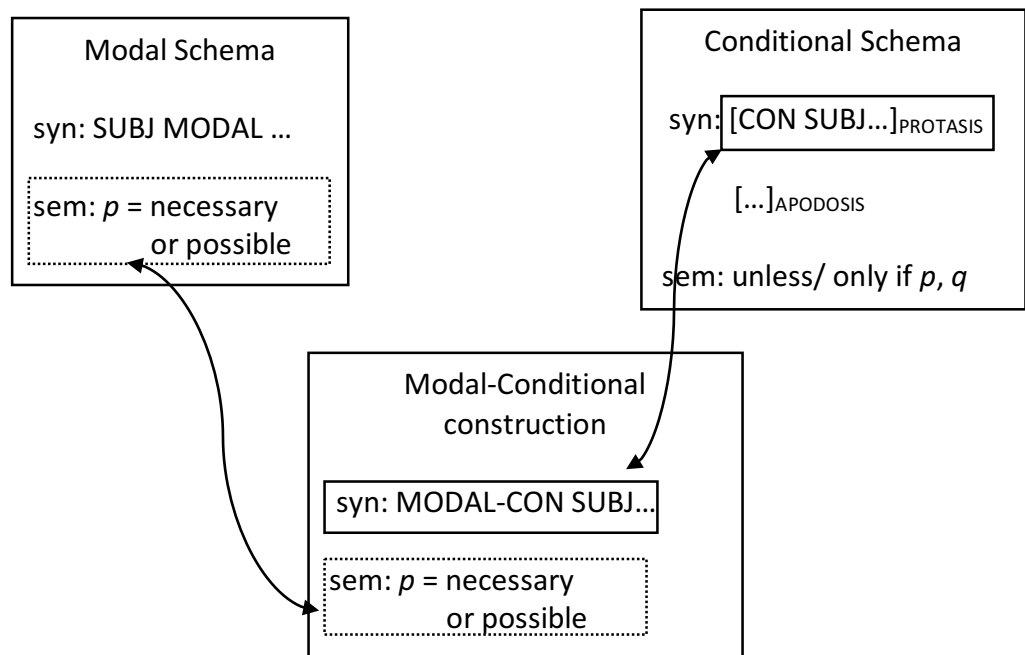 Modal Schema
syn: SUBJ MODAL ...
sem: p = necessary
or possible
Conditional Schema
syn: [CON SUBJ...]PROTASIS
[...]APODOSIS
sem: unless/ only if p, q
Modal-Conditional
construction
syn: MODAL-CON SUBJ...
sem: p = necessary
or possible